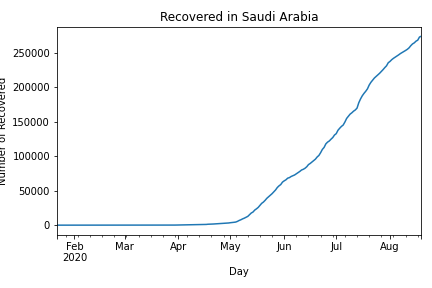 Recovered in Saudi Arabia
Number of Recovered
250000
200000
150000
100000
50000
0
Feb Mar Apr May Jun Jul Aug
2020
Day